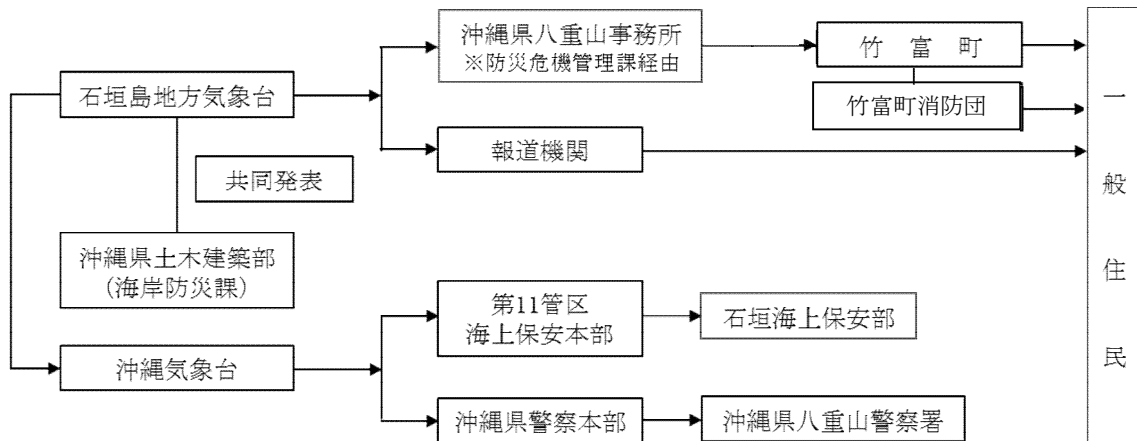 沖縄県八重山事務所
※防災危機管理課経由
竹　富　町
石垣島地方気象台
竹富町消防団
報道機関
共同発表
沖縄県土木建築部
(海岸防災課)
第11管区
海上保安本部
石垣海上保安部
沖縄気象台
沖縄県警察本部
沖縄県八重山警察署
一般住民